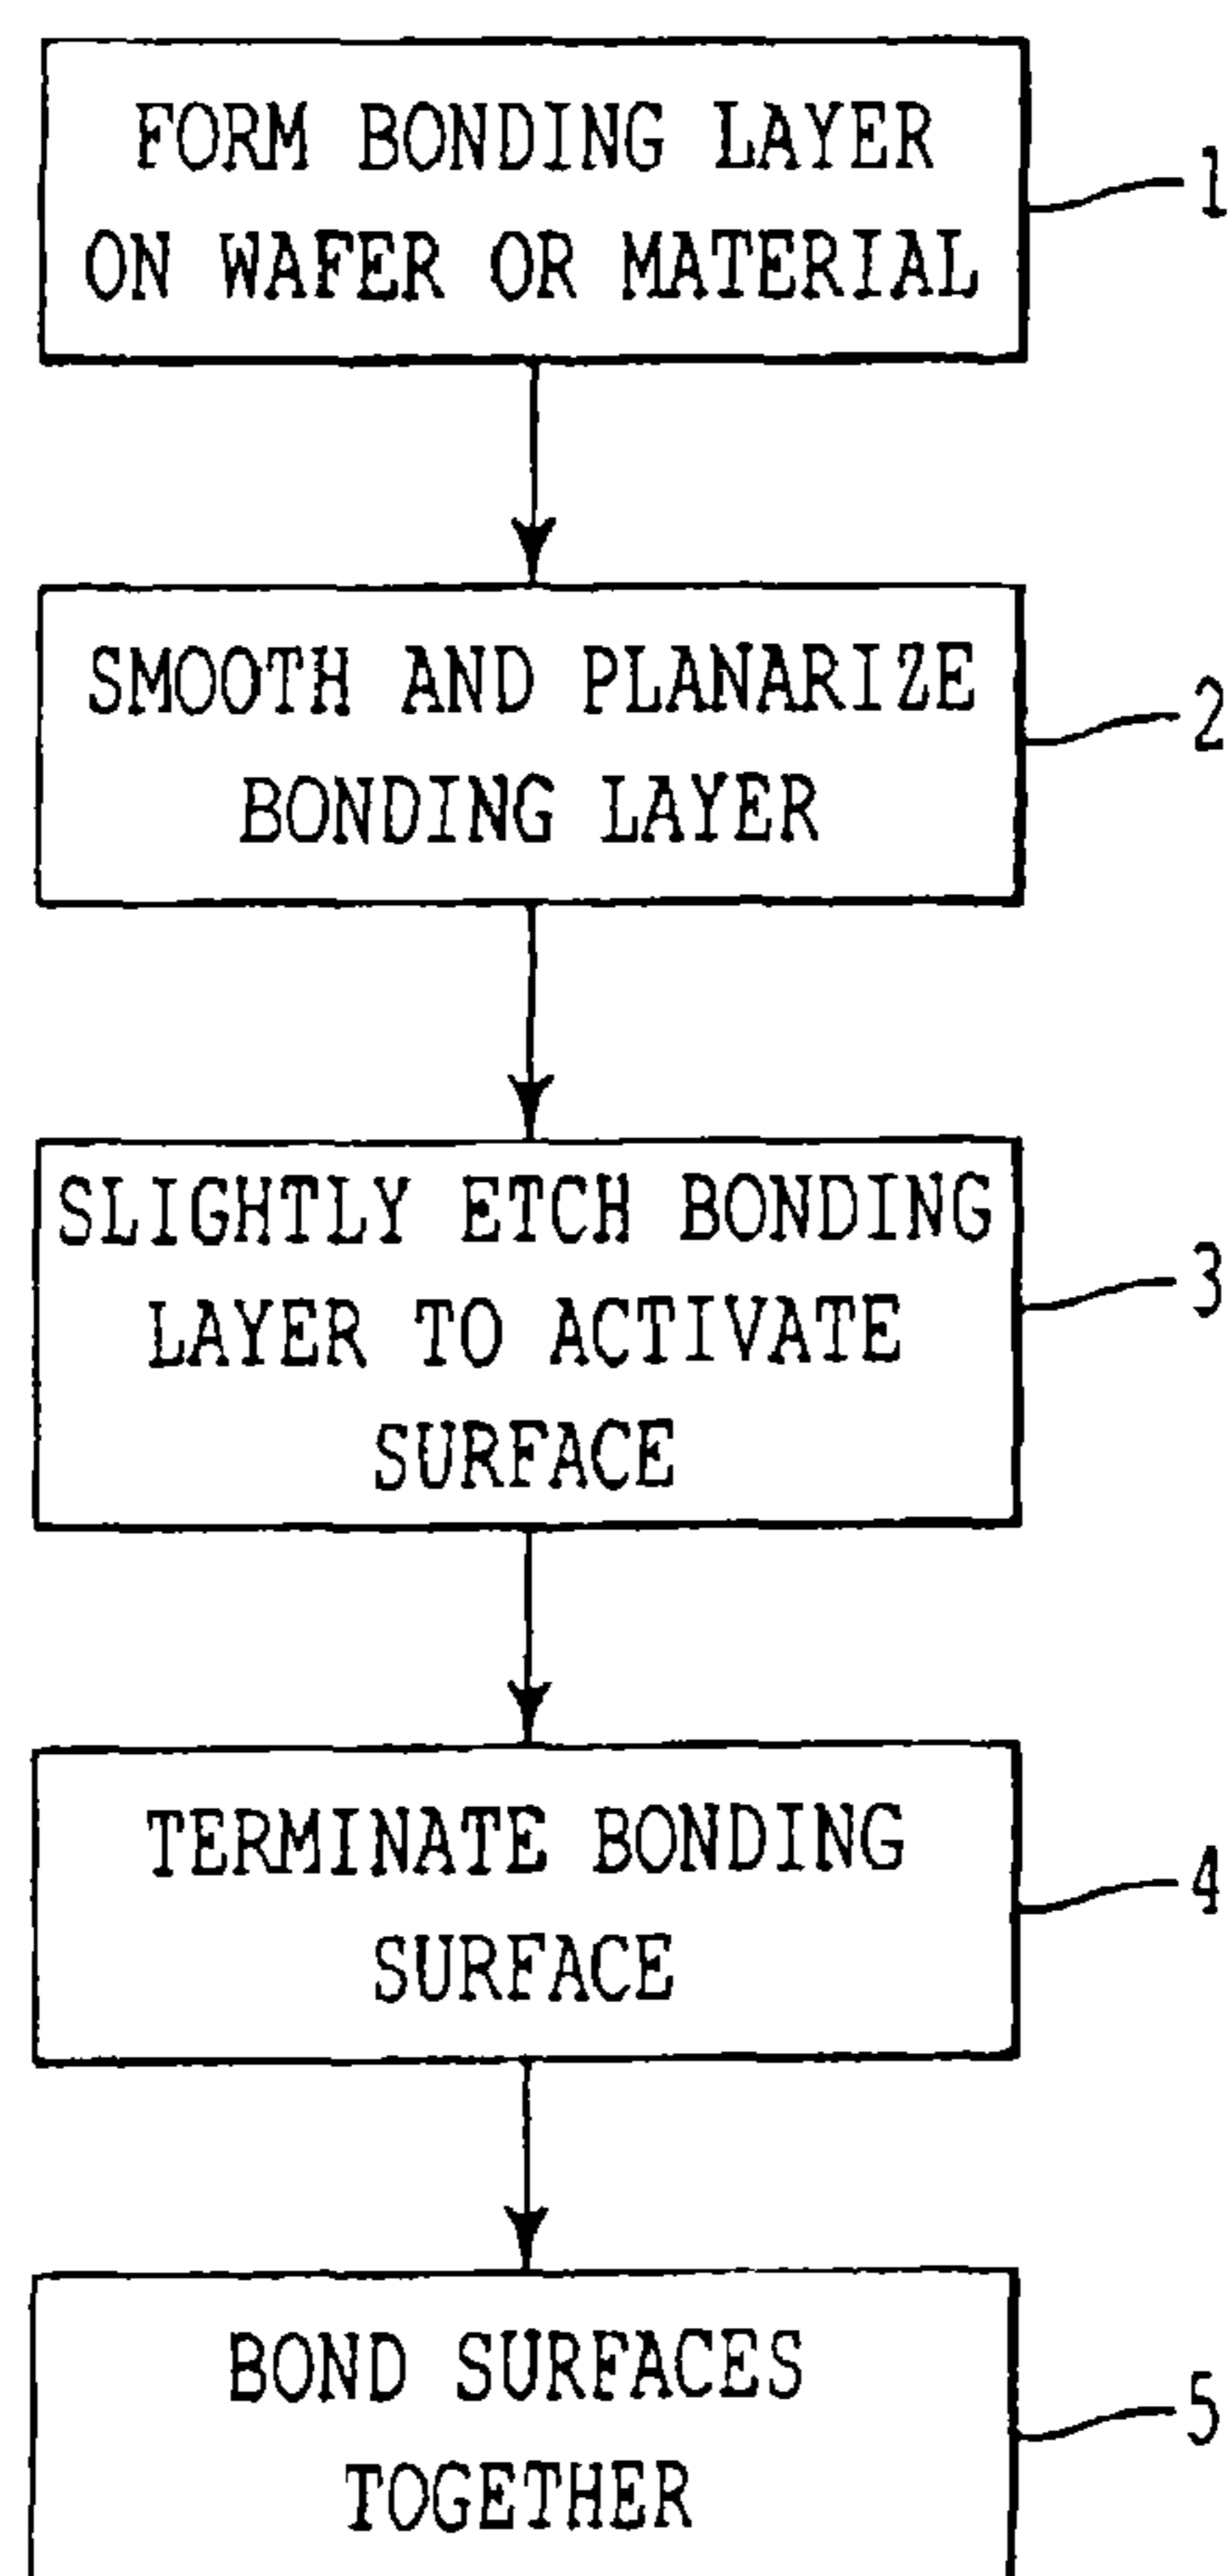 FORM BONDING LAYER
ON WAFER OR MATERIAL
1
SMOOTH AND PLANARIZE
BONDING LAYER
2
SLIGHTLY ETCH BONDING
LAYER TO ACTIVATE
SURFACE
3
TERMINATE BONDING
SURFACE
4
BOND SURFACES
TOGETHER
5